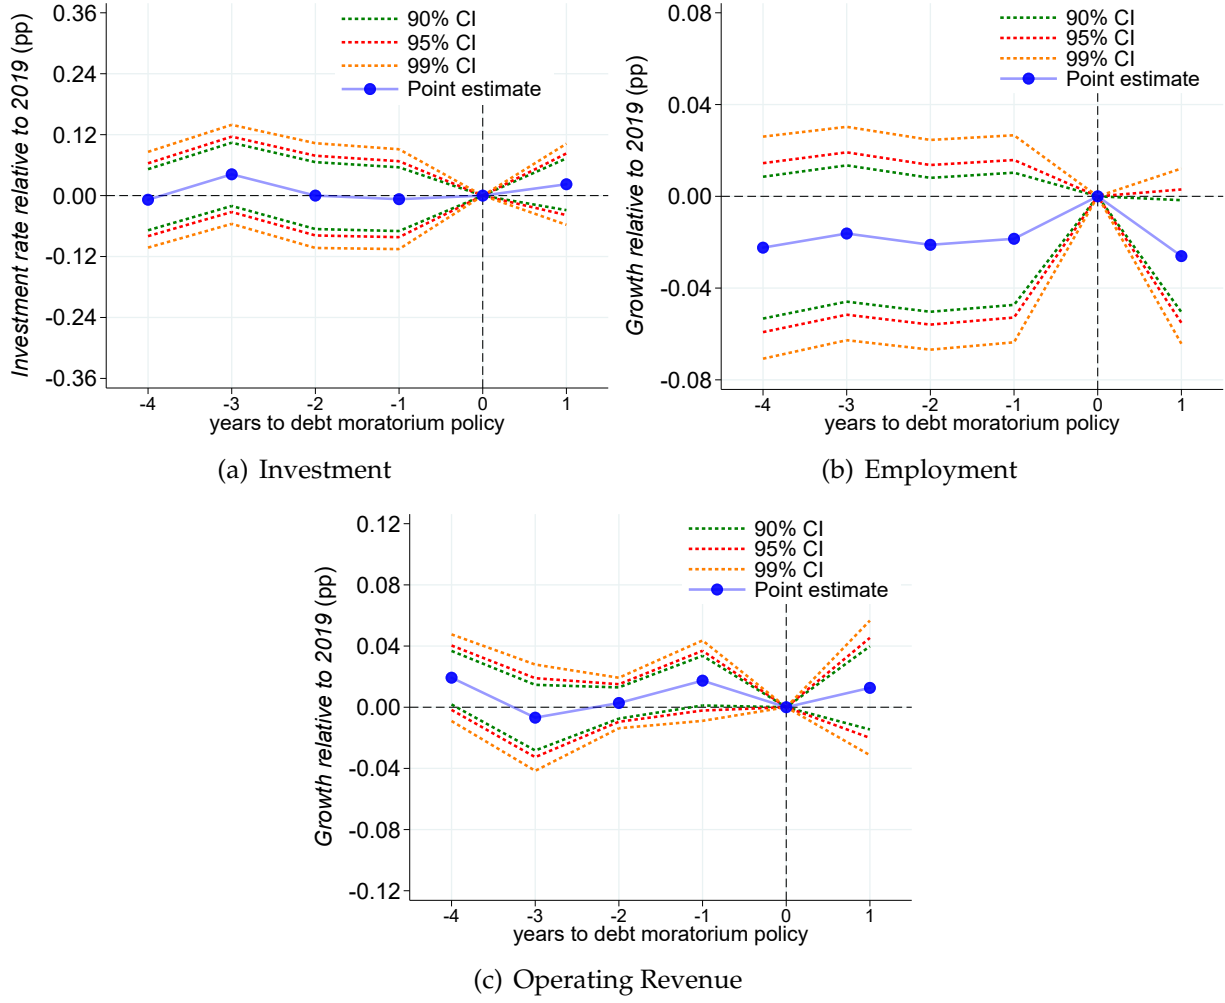 Investment rate relative to 2019 (pp)
0.36
0.24
0.12
0.00
-0.12
-0.24
-0.36
90% CI
95% CI
99% CI
Point estimate
-4 -3 -2 -1 0 1
years to debt moratorium policy
(a) Investment
Growth relative to 2019 (pp)
0.08
0.04
0.00
-0.04
-0.08
90% CI
95% CI
99% CI
Point estimate
-4 -3 -2 -1 0 1
years to debt moratorium policy
(b) Employment
Growth relative to 2019 (pp)
0.12
0.08
0.04
0.00
-0.04
-0.08
-0.12
90% CI
95% CI
99% CI
Point estimate
-4 -3 -2 -1 0 1
years to debt moratorium policy
(c) Operating Revenue